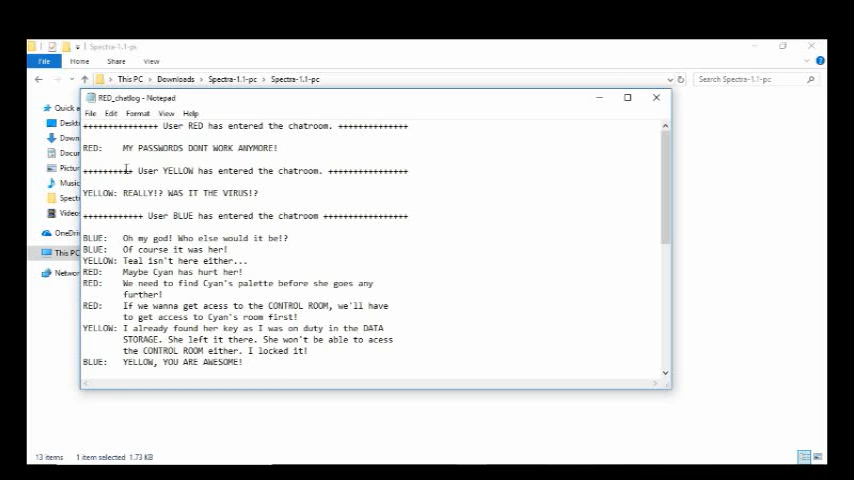 Spectra-1.1-pc
File Home Share View
This PC Downloads Spectra-1.1-pc Spectra-1.1-pc Search Spectra-1.1-pc
RED_chatlog - Notepad
File Edit Format View Help
Quick a
Deskt
Down
Docur
Pictur
Music
Spect
Videos
OneDri
This PC
Networ
+++++++++++++++ User RED has entered the chatroom. ++++++++++++++
RED: MY PASSWORDS DONT WORK ANYMORE!
++++++++++ User YELLOW has entered the chatroom. ++++++++++++++++
YELLOW: REALLY!? WAS IT THE VIRUS!?
++++++++++++ User BLUE has entered the chatroom +++++++++++++++++
BLUE: Oh my god! Who else would it be!?
BLUE: Of course it was her!
YELLOW: Teal isn't here either...
RED: Maybe Cyan has hurt her!
RED: We need to find Cyan's palette before she goes any
further!
RED: If we wanna get acess to the CONTROL ROOM, we'll have
to get access to Cyan's room first!
YELLOW: I already found her key as I was on duty in the DATA
STORAGE. She left it there. She won't be able to acess
the CONTROL ROOM either. I locked it!
BLUE: YELLOW, YOU ARE AWESOME!
13 items 1 item selected 1.73 KB